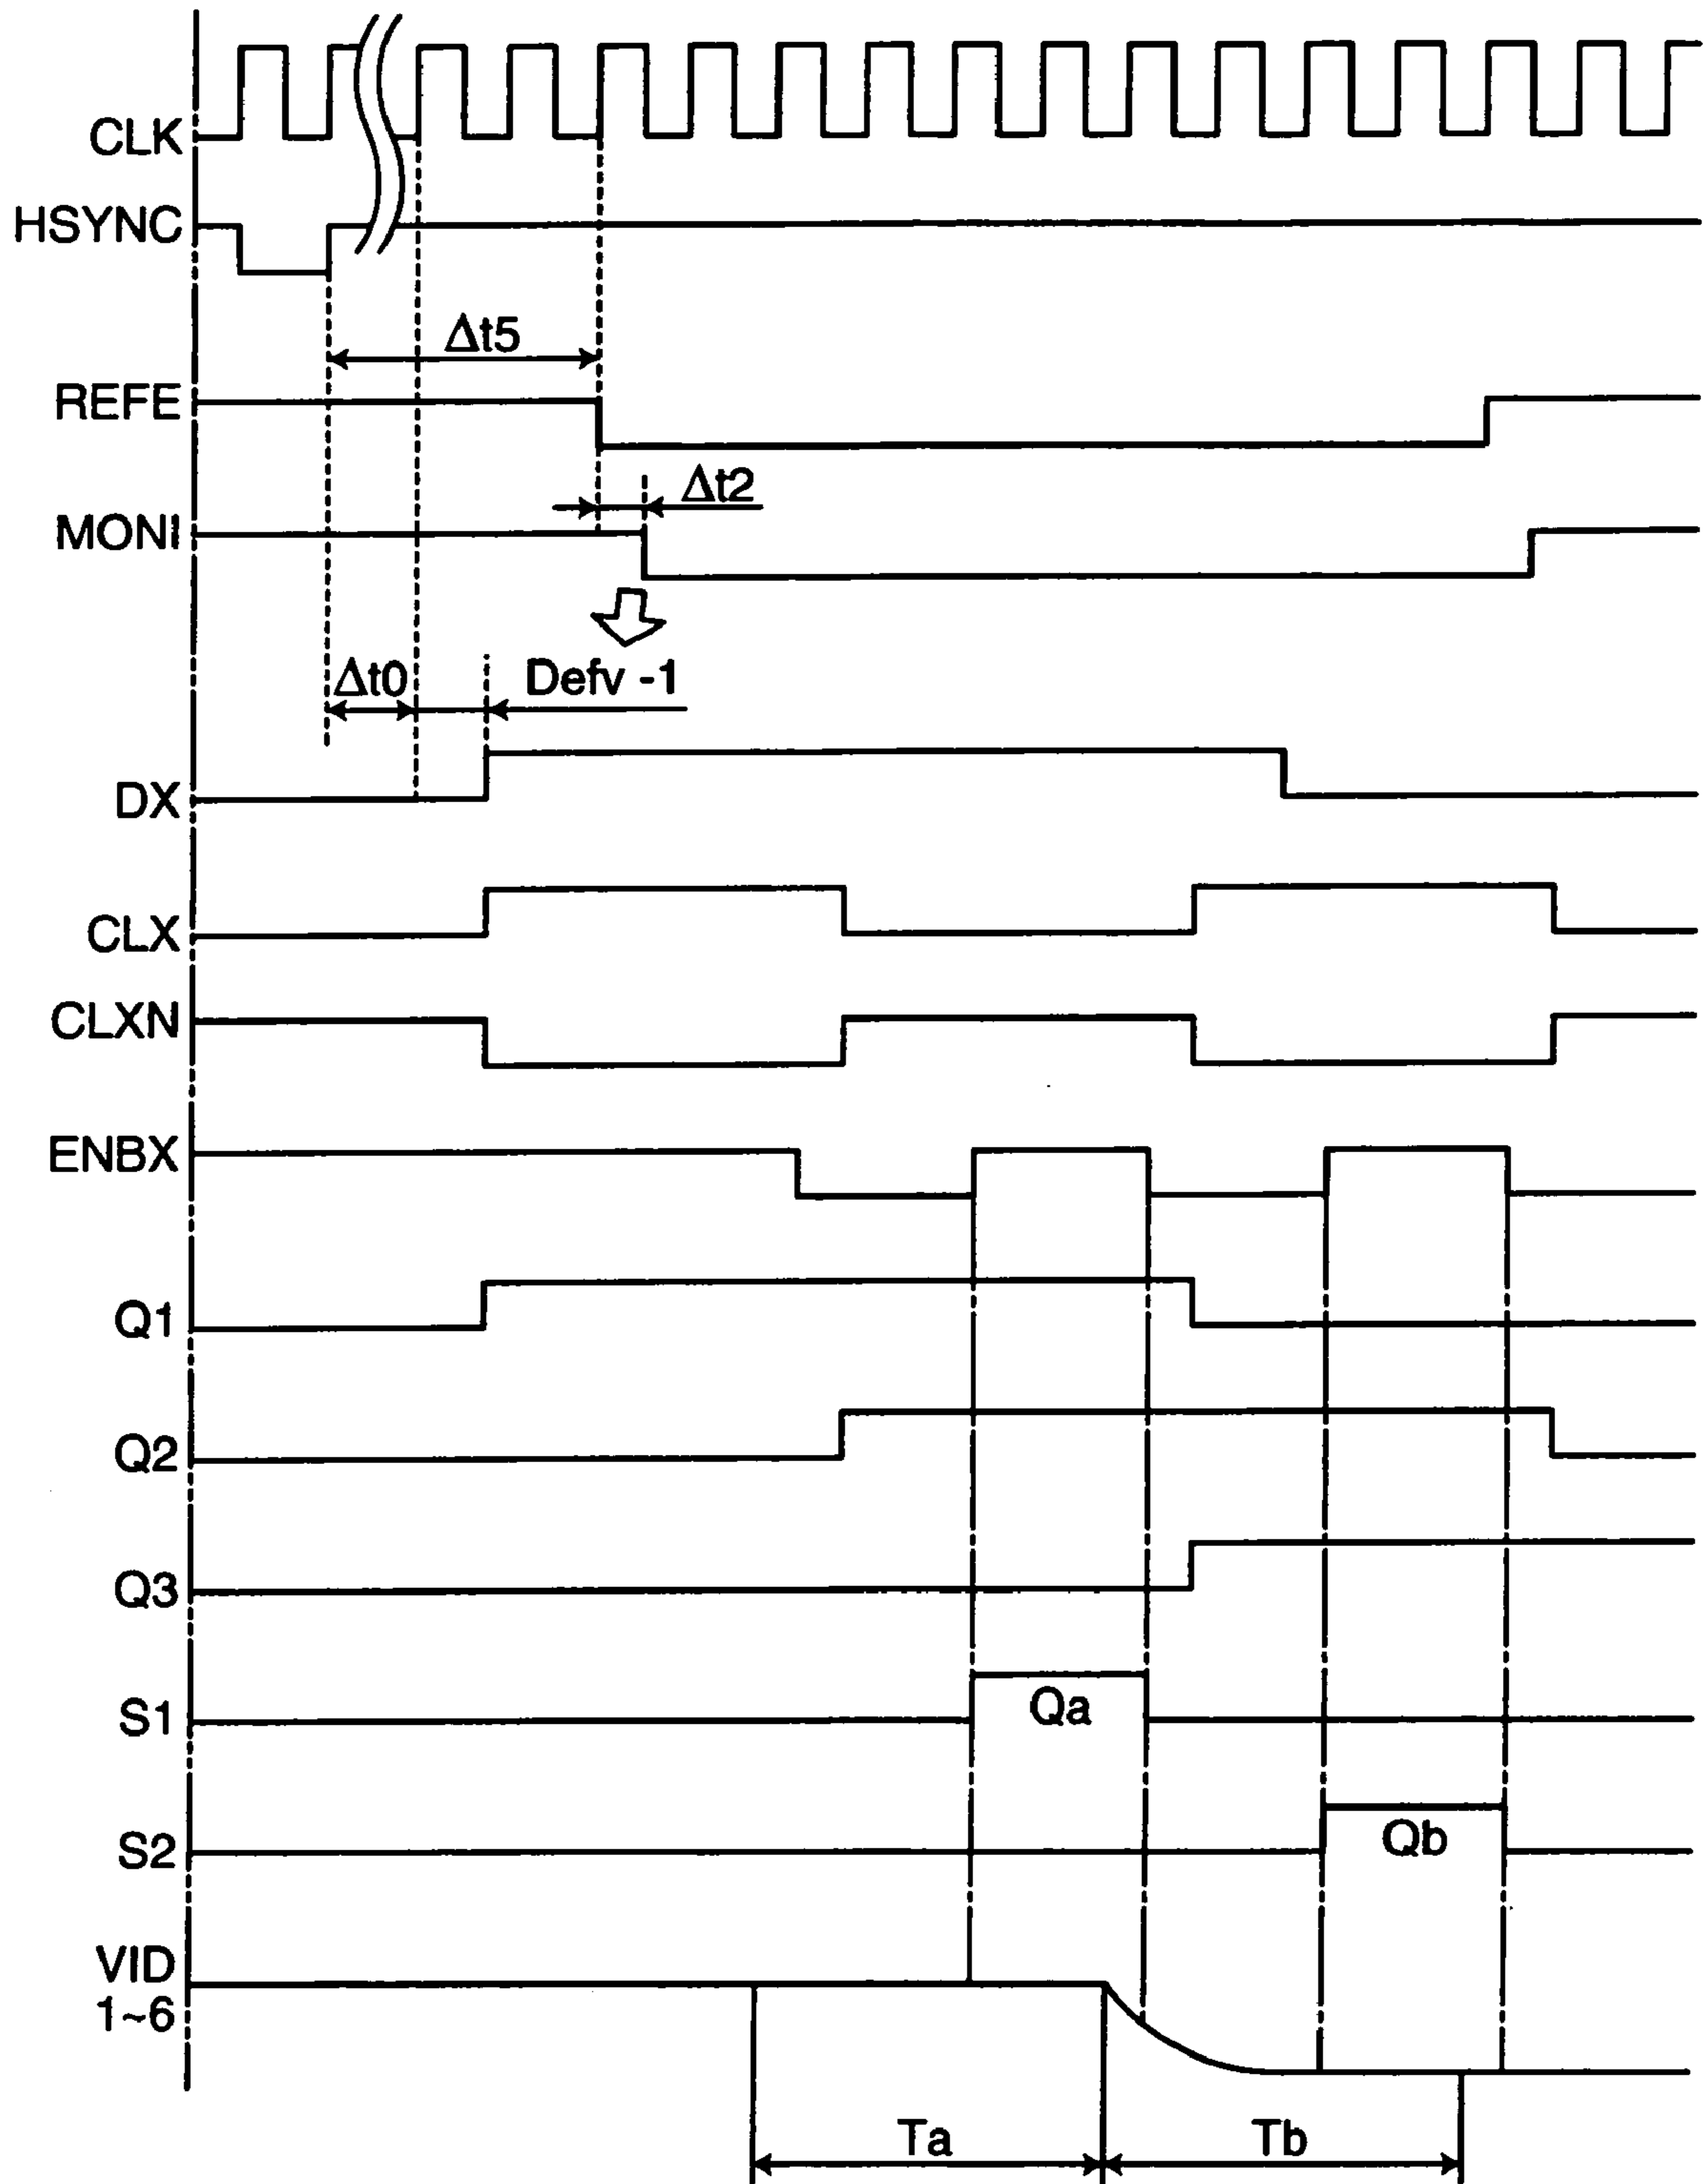 CLK
HSYNC
Δt5
REFE
Δt2
MONI
Δt0
Defv -1
DX
CLX
CLXN
ENBX
Q1
Q2
Q3
S1
Qa
S2
Qb
VID
1~6
Ta
Tb